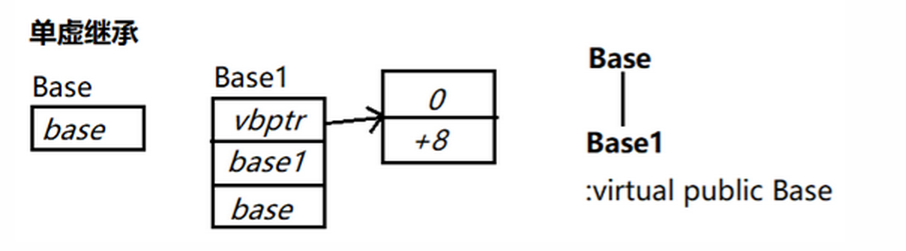 单虚继承
Base
base
Base1
vbptr
base1
base
0
+8
Base
Base1
:virtual public Base